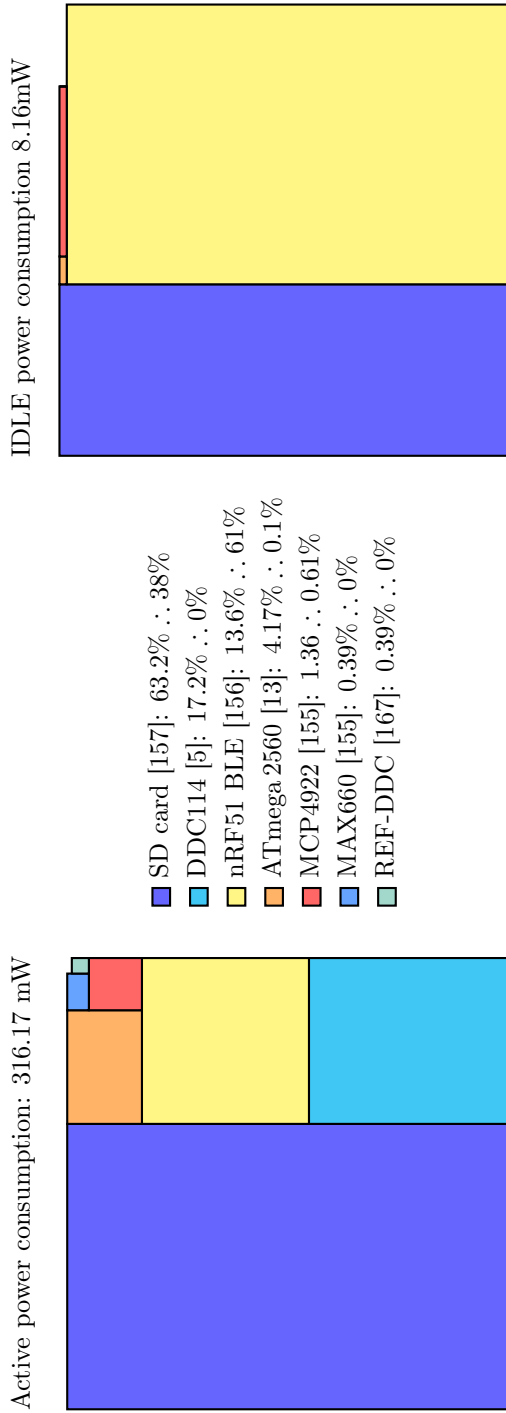 Active power consumption: 316.17 mW
SD card [157]: 63.2% ∴ 38%
DDC114 [5]: 17.2% ∴ 0%
nRF51 BLE [156]: 13.6% ∴ 61%
ATmega2560 [13]: 4.17% ∴ 0.1%
MCP4922 [155]: 1.36 ∴ 0.61%
MAX660 [155]: 0.39% ∴ 0%
REF-DDC [167]: 0.39% ∴ 0%
IDLE power consumption 8.16mW